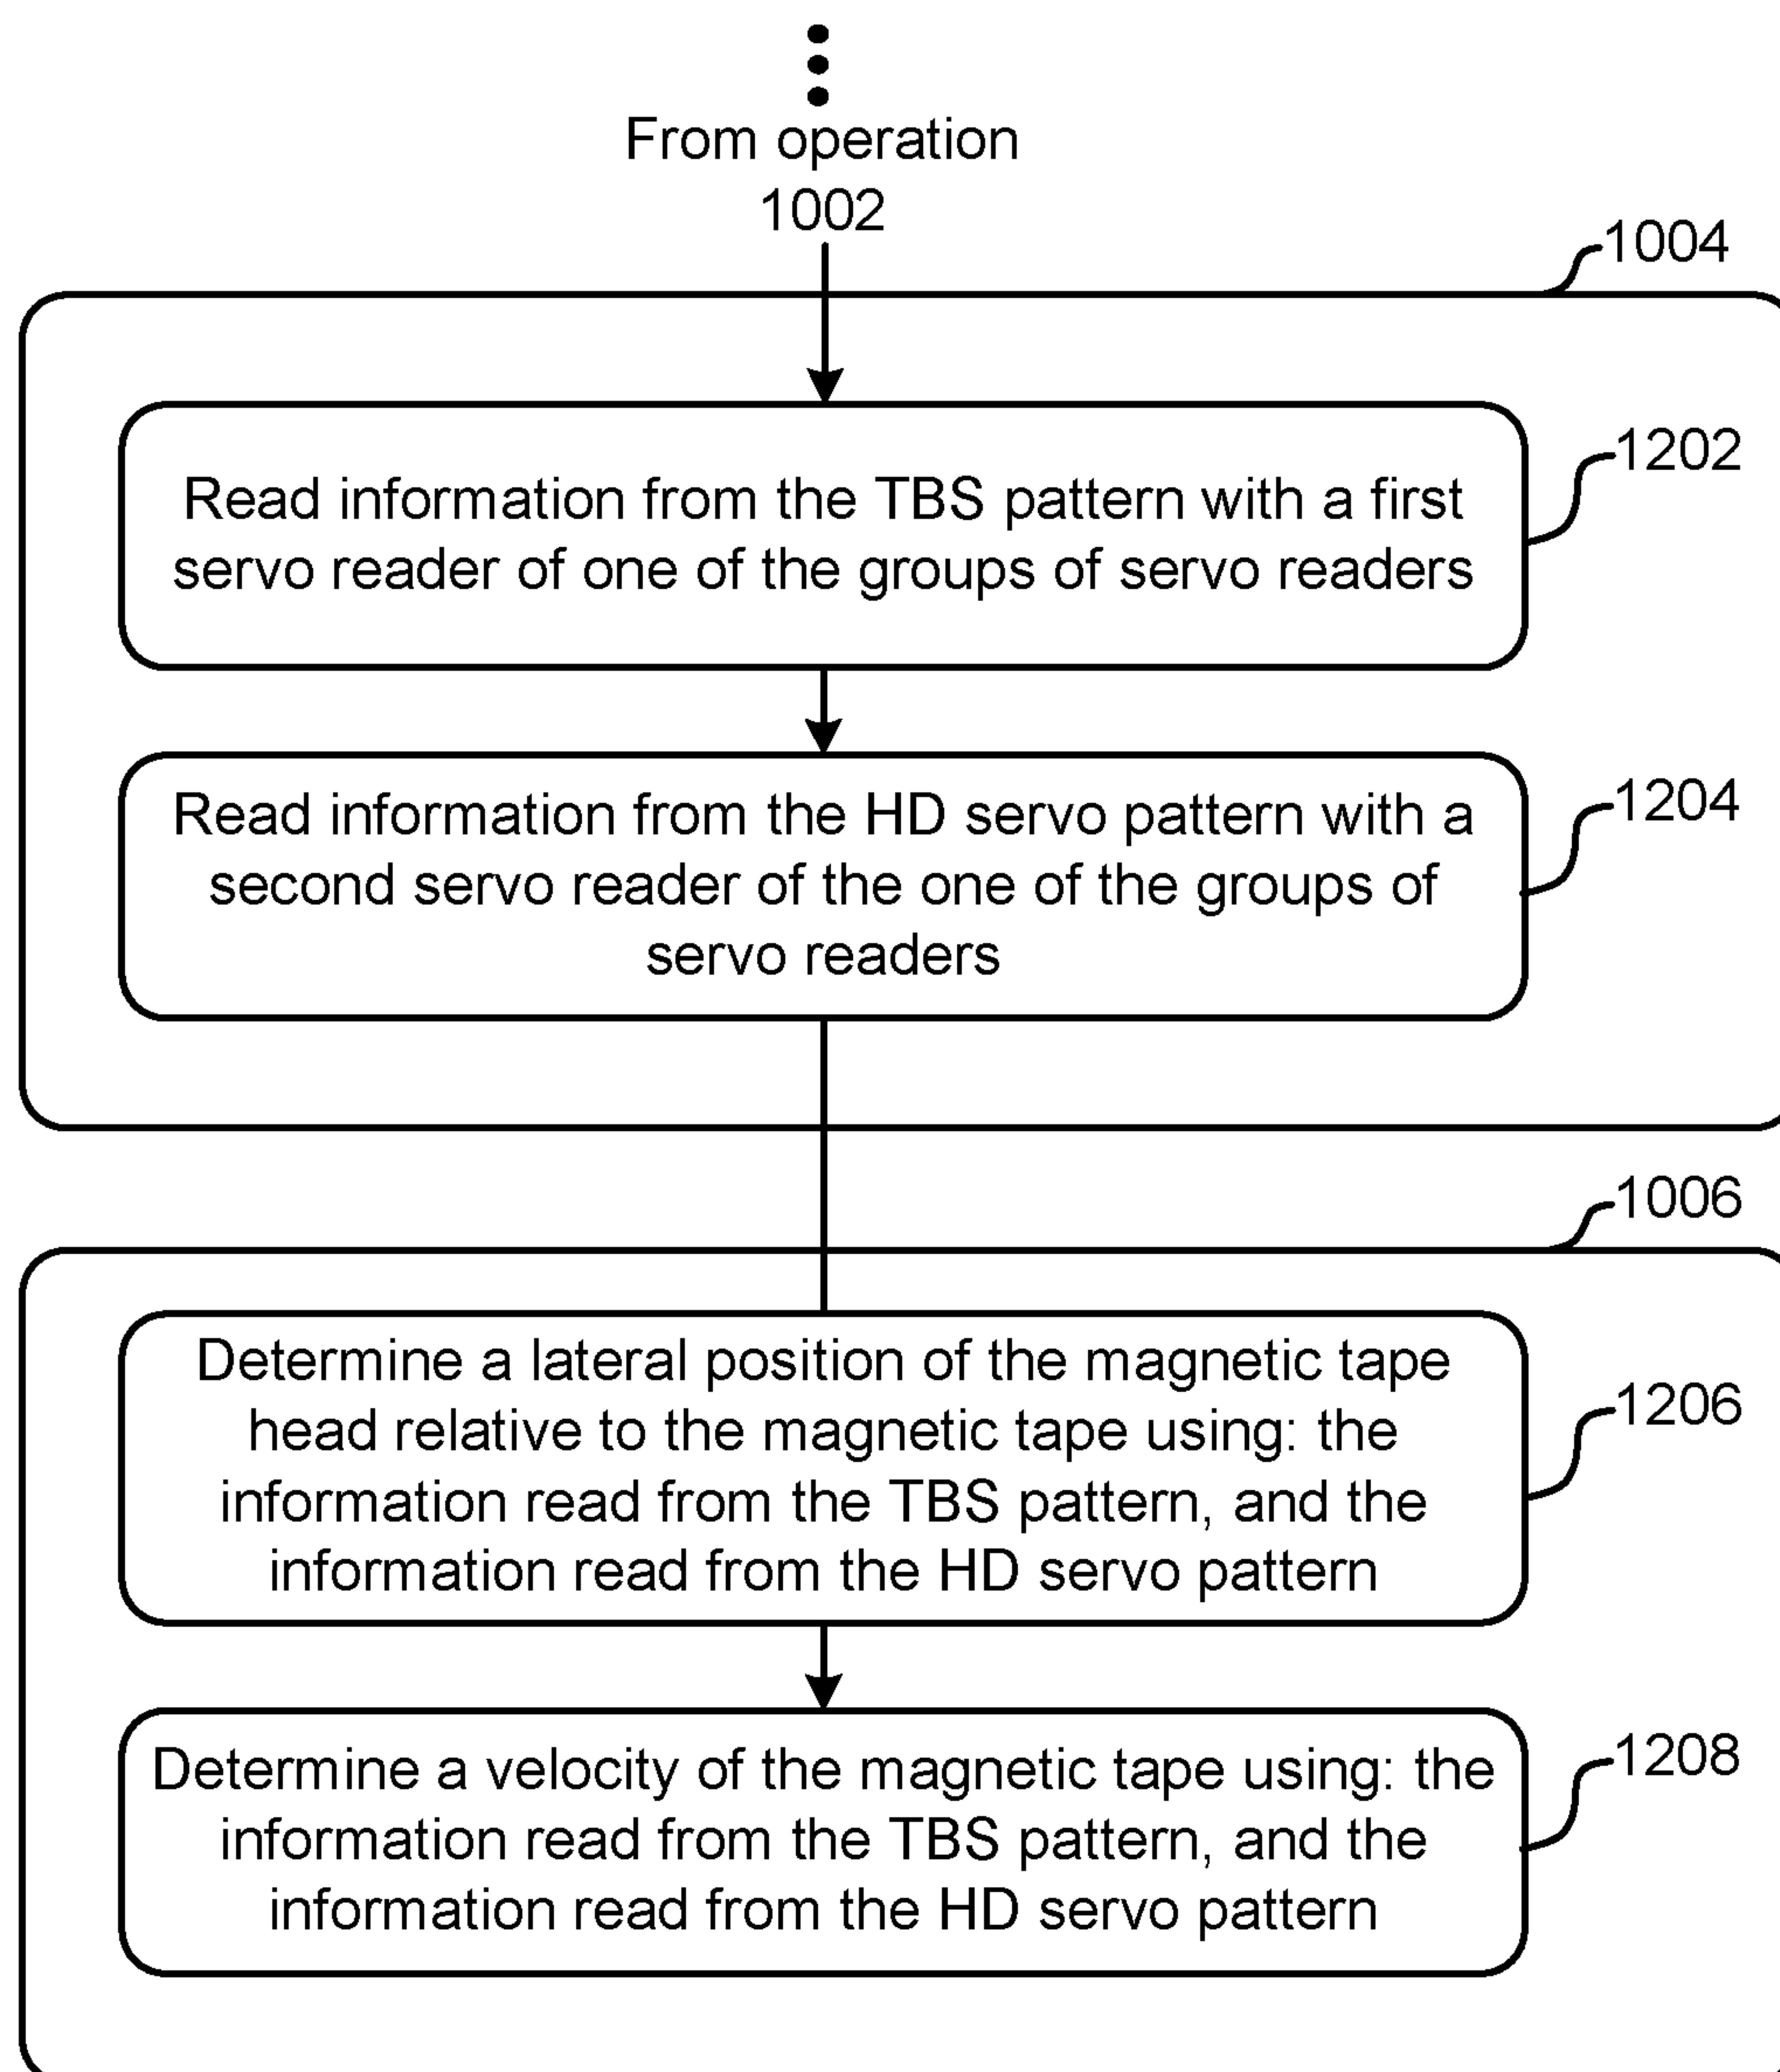 From operation
1002
1004
Read information from the TBS pattern with a first
servo reader of one of the groups of servo readers
1202
Read information from the HD servo pattern with a
second servo reader of the one of the groups of
servo readers
1204
1006
Determine a lateral position of the magnetic tape
head relative to the magnetic tape using: the
information read from the TBS pattern, and the
information read from the HD servo pattern
1206
Determine a velocity of the magnetic tape using: the
information read from the TBS pattern, and the
information read from the HD servo pattern
1208